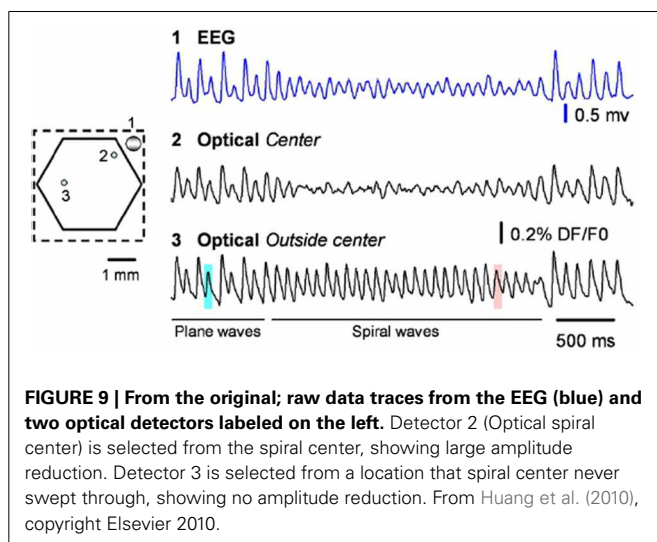 1 EEG
0.5 mv
1
2
3
1 mm
2 Optical Center
0.2% DF/F0
3 Optical Outside center
Plane waves
Spiral waves
500 ms
FIGURE 9 | From the original; raw data traces from the EEG (blue) and
two optical detectors labeled on the left. Detector 2 (Optical spiral
center) is selected from the spiral center, showing large amplitude
reduction. Detector 3 is selected from a location that spiral center never
swept through, showing no amplitude reduction. From Huang et al. (2010),
copyright Elsevier 2010.